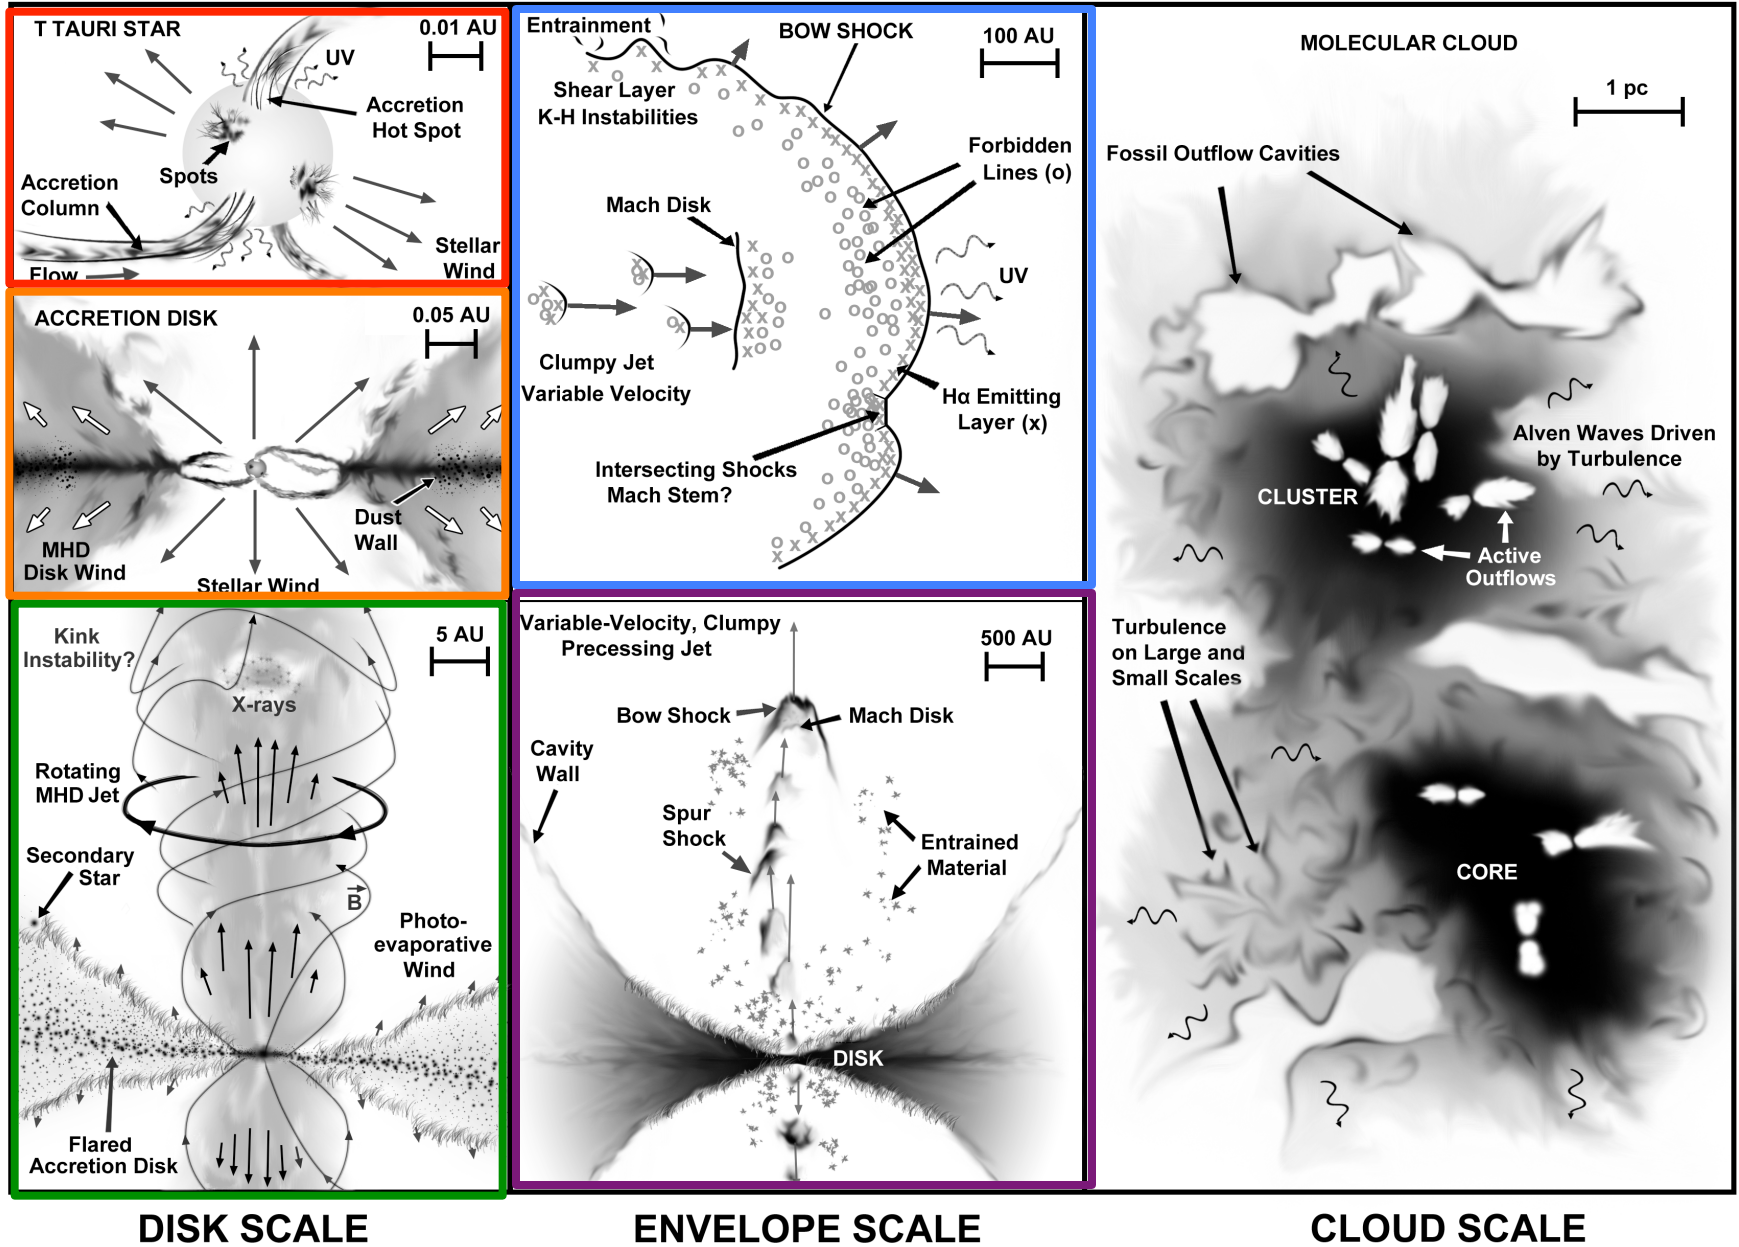 T TAURI STAR
0.01 AU
UV
Accretion
Hot Spot
Spots
Accretion
Column
Stellar
Wind
Flow
ACCRETION DISK
0.05 AU
Dust
Wall
MHD
Disk Wind
Stellar Wind
Kink
Instability?
5 AU
X-rays
Rotating
MHD Jet
Secondary
Star
B
Photo-
evaporative
Wind
Flared
Accretion Disk
DISK SCALE
Entrainment
BOW SHOCK
100 AU
Shear Layer
K-H Instabilities
Forbidden
Lines (o)
Mach Disk
UV
Clumpy Jet
Variable Velocity
Hα Emitting
Layer (x)
Intersecting Shocks
Mach Stem?
Variable-Velocity, Clumpy
Precessing Jet
500 AU
Bow Shock
Mach Disk
Cavity
Wall
Spur
Shock
Entrained
Material
DISK
ENVELOPE SCALE
MOLECULAR CLOUD
1 pc
Fossil Outflow Cavities
Alven Waves Driven
by Turbulence
CLUSTER
Active
Outflows
Turbulence
on Large and
Small Scales
CORE
CLOUD SCALE